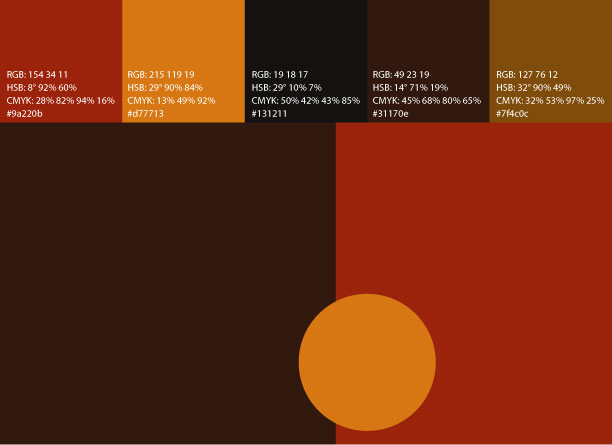 RGB: 154 34 11
HSB: 8° 92% 60%
CMYK: 28% 82% 94% 16%
#9a220b
RGB: 215 119 19
HSB: 29° 90% 84%
CMYK: 13% 49% 92%
#d77713
RGB: 19 18 17
HSB: 29° 10% 7%
CMYK: 50% 42% 43% 85%
#131211
RGB: 49 23 19
HSB: 14° 71% 19%
CMYK: 45% 68% 80% 65%
#31170e
RGB: 127 76 12
HSB: 32° 90% 49%
CMYK: 32% 53% 97% 25%
#7f4c0c